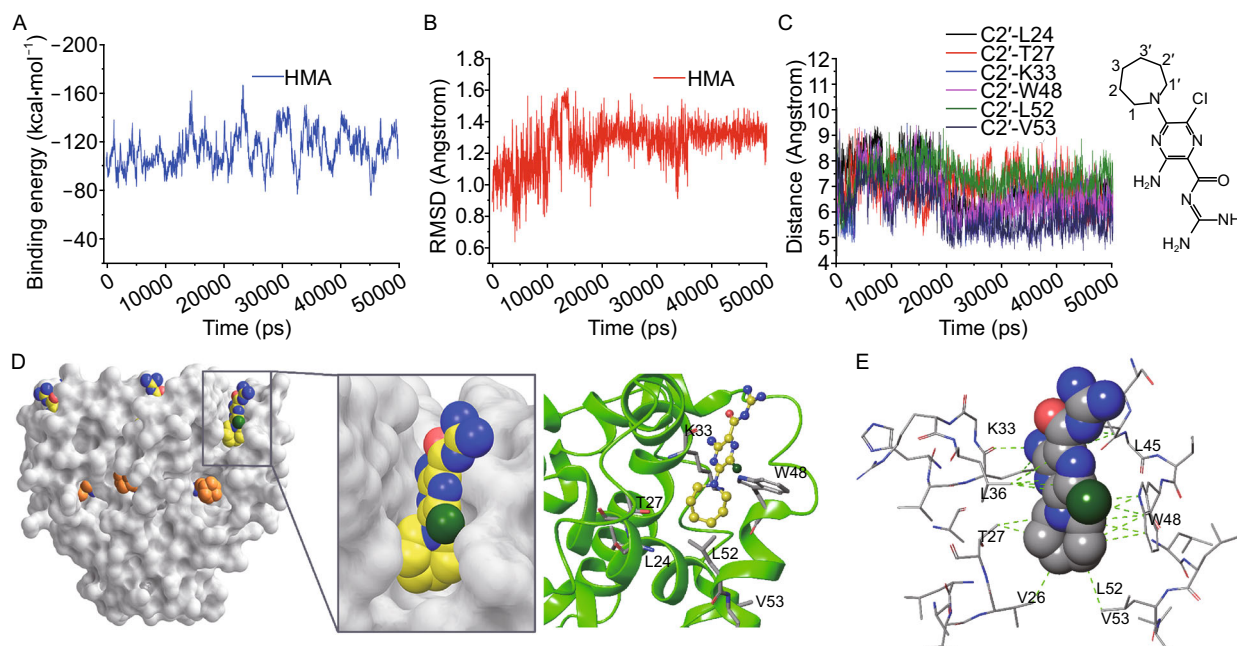 A
Binding energy (kcal•mol⁻¹)
−200
−160
−120
−80
−40
HMA
0
10000
20000
30000
40000
50000
Time (ps)
B
RMSD (Angstrom)
1.8
1.6
1.4
1.2
1.0
0.8
0.6
HMA
0
10000
20000
30000
40000
50000
Time (ps)
C
C2′-L24
C2′-T27
C2′-K33
C2′-W48
C2′-L52
C2′-V53
Distance (Angstrom)
12
11
10
9
8
7
6
5
4
0
10000
20000
30000
40000
50000
Time (ps)
3′
3
2′
2
1′
1
N
Cl
N
N
H₂N
O
N
NH
H₂N
D
K33
W48
T27
L24
L52
V53
E
K33
L45
L36
W48
T27
V26
L52
V53